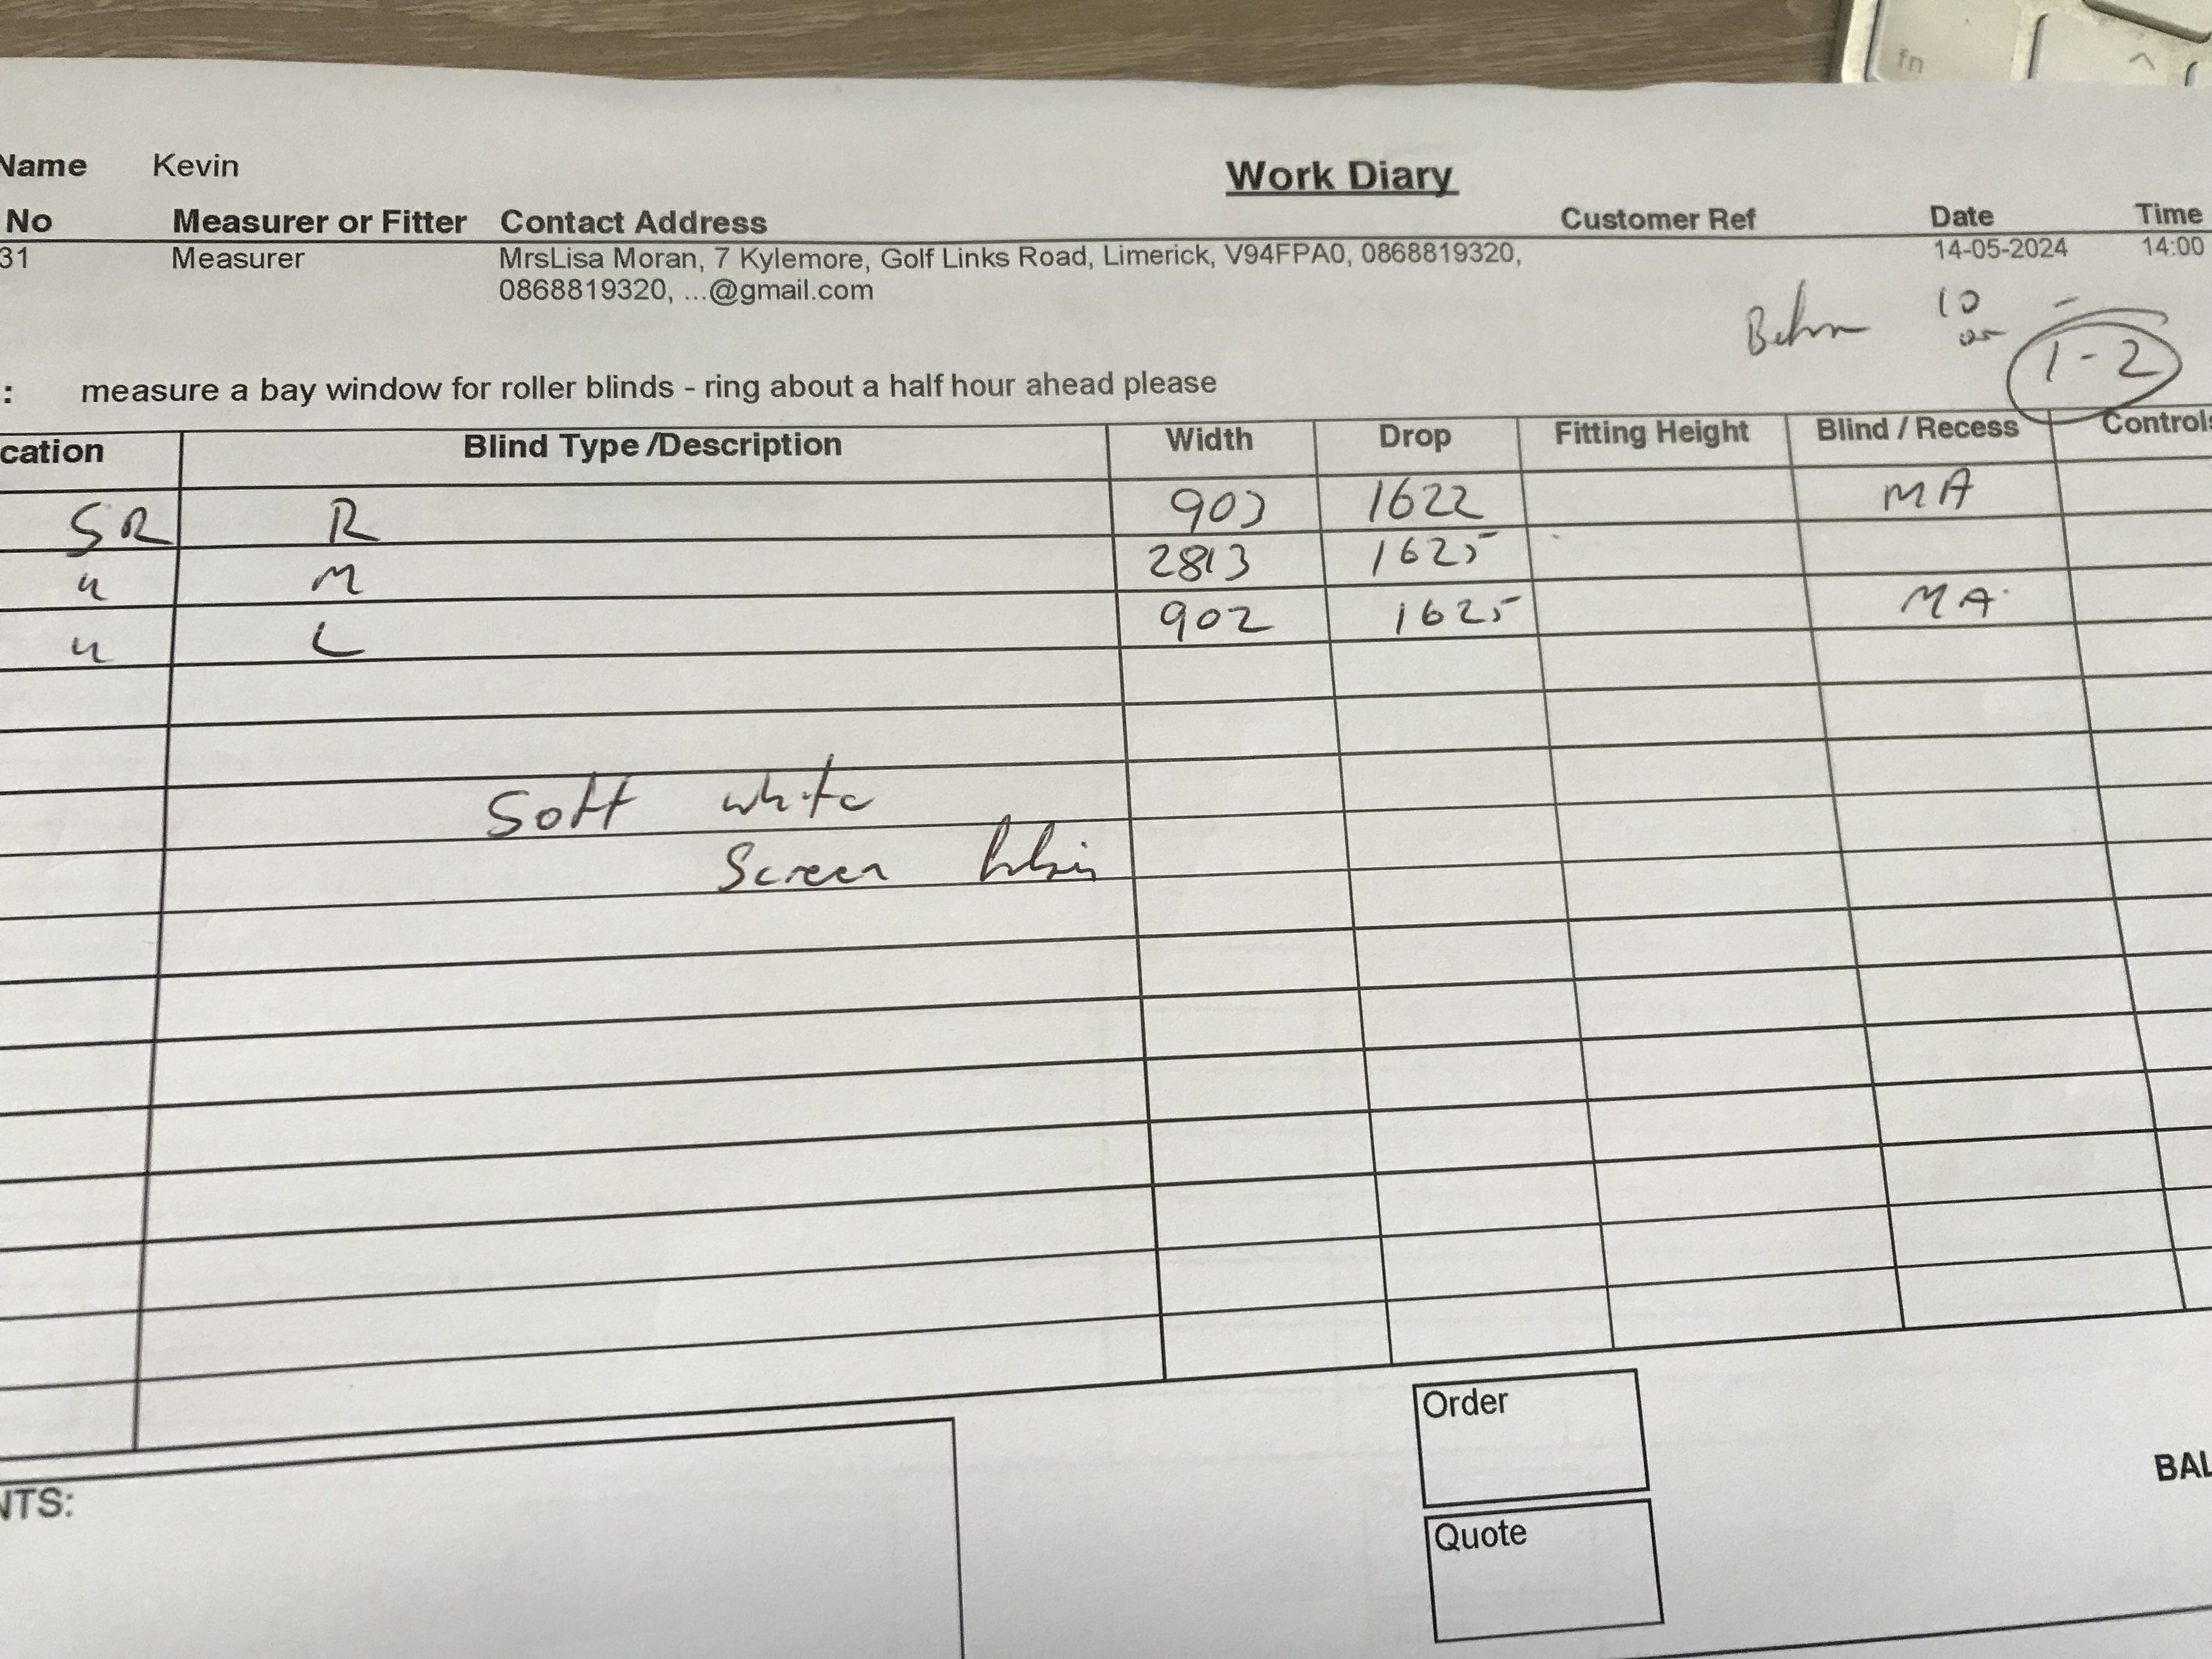 fn ^
Name Kevin
Work Diary
No Measurer or Fitter Contact Address Customer Ref Date Time
31 Measurer MrsLisa Moran, 7 Kylemore, Golf Links Road, Limerick, V94FPA0, 0868819320, 14-05-2024 14:00
0868819320, ...@gmail.com
10
or 1-2
: measure a bay window for roller blinds - ring about a half hour ahead please
cation Blind Type /Description Width Drop Fitting Height Blind / Recess Controls
SR R 903 1622 MA
" M 2813 1625
" L 902 1625 MA
Soft white
Screen
Order
BAL
NTS:
Quote